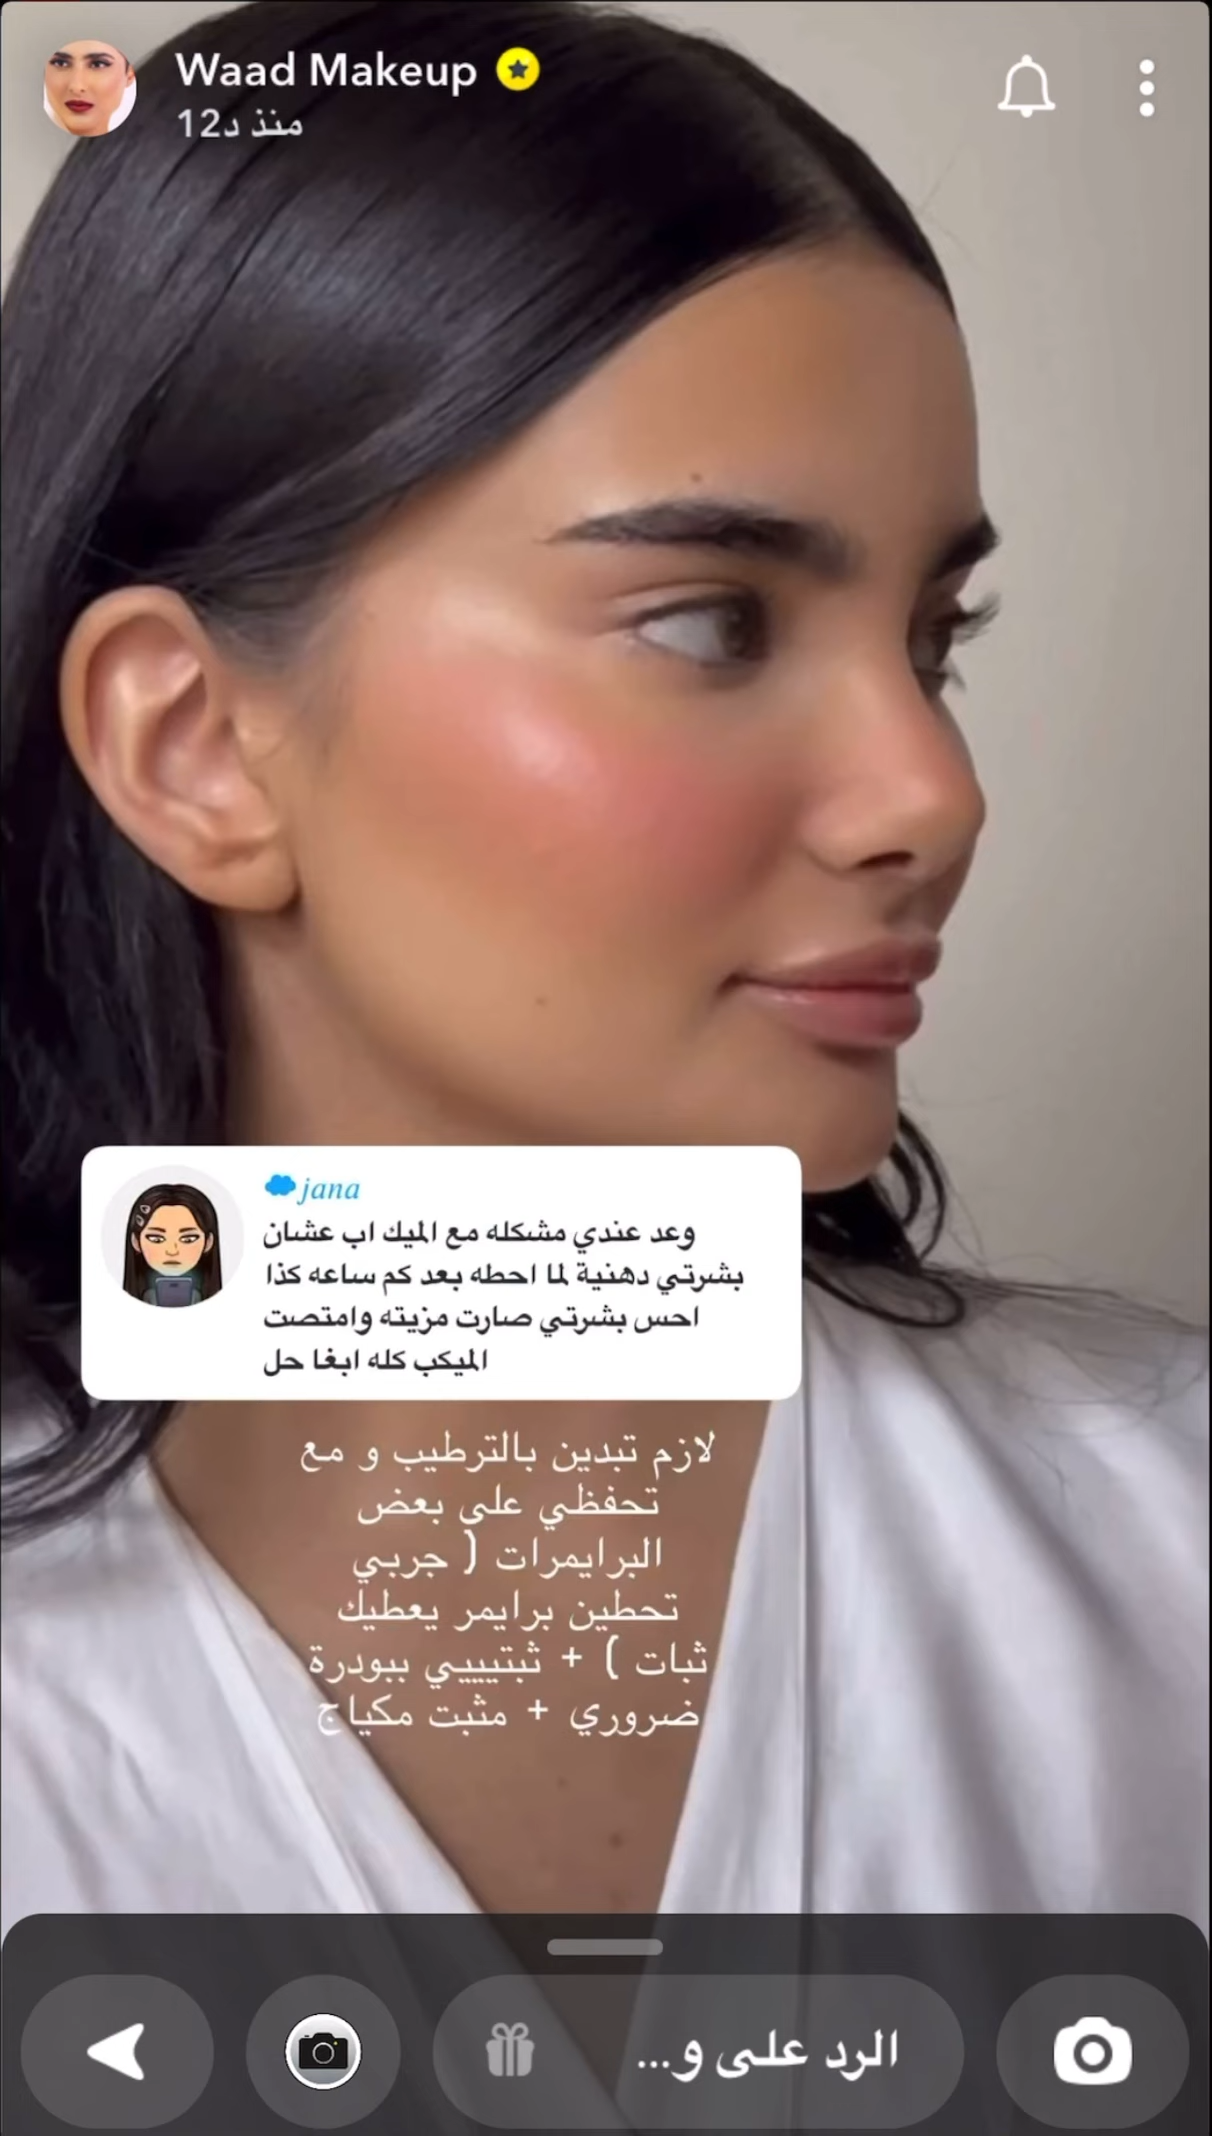 Waad Makeup
منذ 12د
jana
وعد عندي مشكله مع الميك اب عشان
بشرتي دهنية لما احطه بعد كم ساعه كذا
احس بشرتي صارت مزيته وامتصت
الميكب كله ابغا حل
لازم تبدين بالترطيب و مع
تحفظي على بعض
البرايمرات ( جربي
تحطين برايمر يعطيك
ثبات ) + ثبتيييي ببودرة
ضروري + مثبت مكياج
الرد على و...